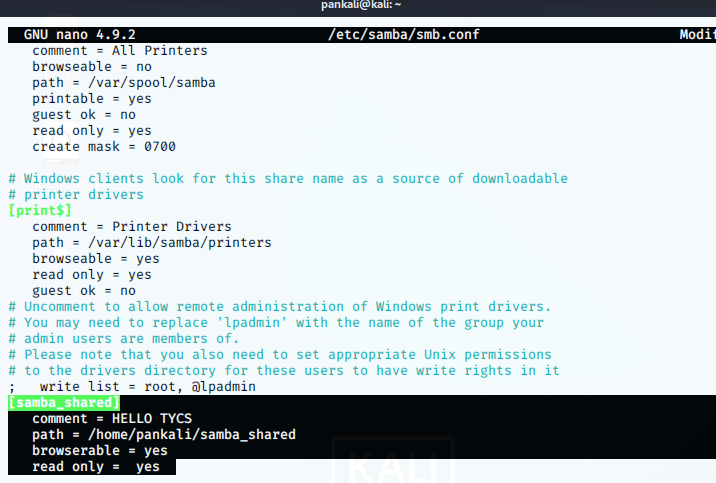 pankali@kali: ~
GNU nano 4.9.2 /etc/samba/smb.conf Modif
comment = All Printers
browseable = no
path = /var/spool/samba
printable = yes
guest ok = no
read only = yes
create mask = 0700
# Windows clients look for this share name as a source of downloadable
# printer drivers
[print$]
comment = Printer Drivers
path = /var/lib/samba/printers
browseable = yes
read only = yes
guest ok = no
# Uncomment to allow remote administration of Windows print drivers.
# You may need to replace 'lpadmin' with the name of the group your
# admin users are members of.
# Please note that you also need to set appropriate Unix permissions
# to the drivers directory for these users to have write rights in it
;   write list = root, @lpadmin
[samba_shared]
comment = HELLO TYCS
path = /home/pankali/samba_shared
browserable = yes
read only =  yes
KALI